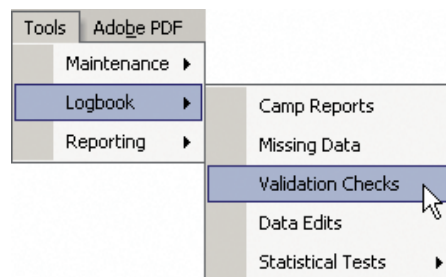 Tools Adobe PDF
Maintenance
Logbook
Reporting
Camp Reports
Missing Data
Validation Checks
Data Edits
Statistical Tests